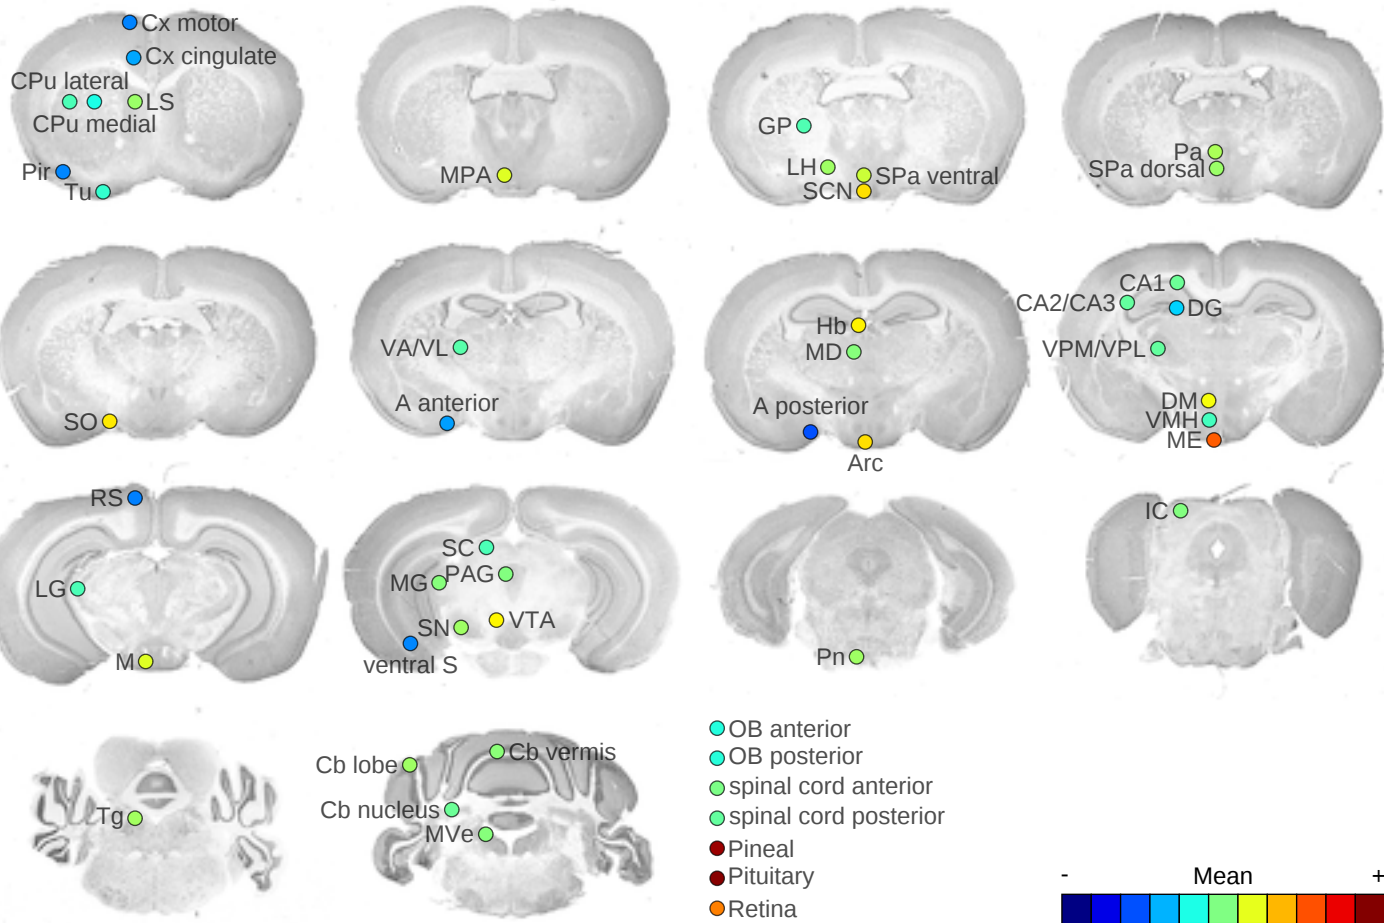 Cx motor
Cx cingulate
CPu lateral
LS
CPu medial
Pir
Tu
MPA
GP
LH
SPa ventral
SCN
Pa
SPa dorsal
SO
VA/VL
A anterior
Hb
MD
A posterior
Arc
CA1
CA2/CA3
DG
VPM/VPL
DM
VMH
ME
RS
LG
M
SC
MG
PAG
SN
VTA
ventral S
Pn
IC
Tg
Cb vermis
Cb lobe
Cb nucleus
MVe
OB anterior
OB posterior
spinal cord anterior
spinal cord posterior
Pineal
Pituitary
Retina
- Mean +